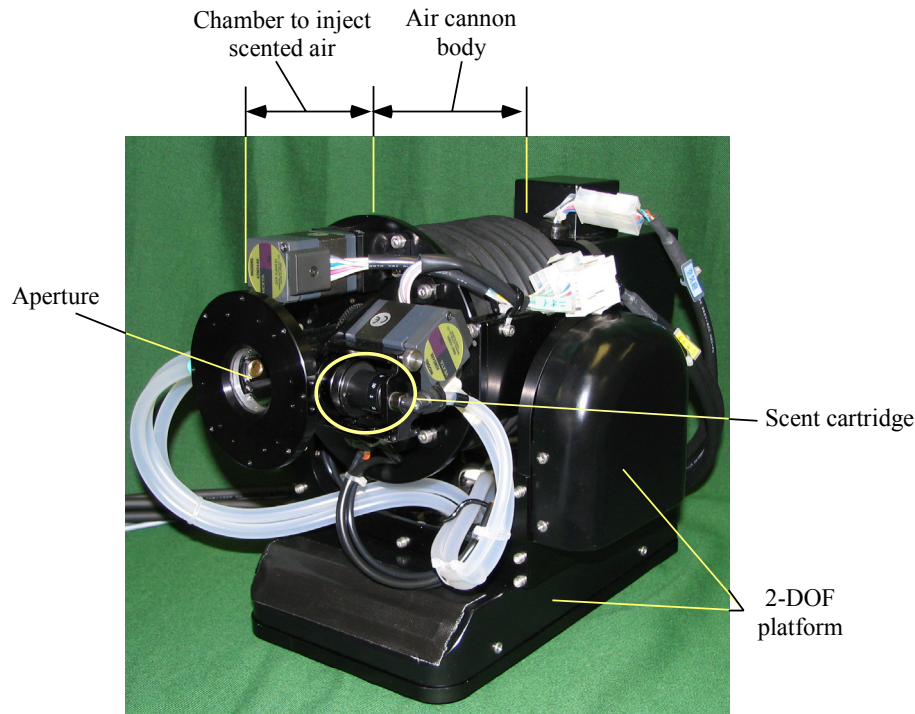 Chamber to inject
scented air
Air cannon
body
Aperture
Scent cartridge
2-DOF
platform